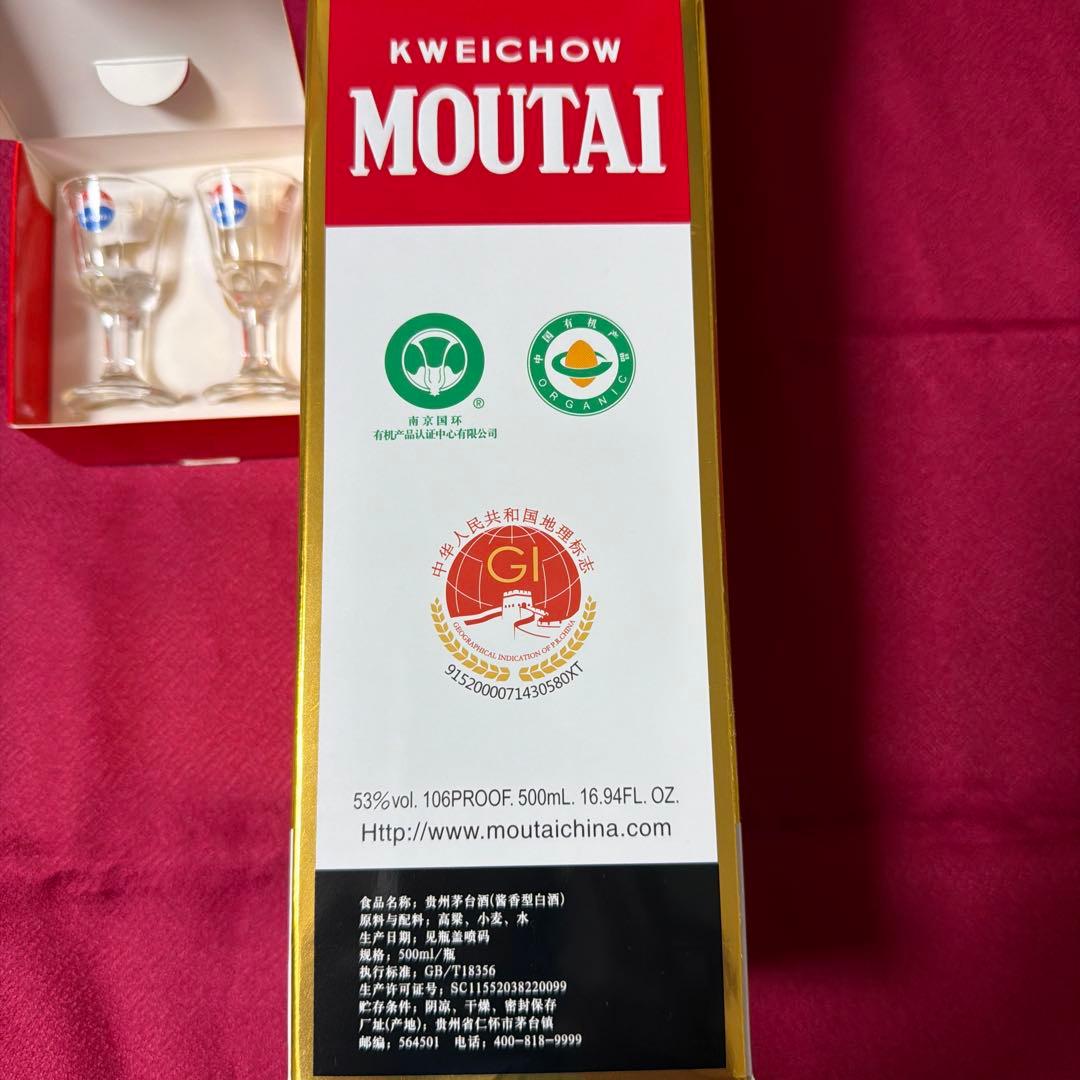 KWEICHOW
MOUTAI
南京国环
有机产品认证中心有限公司
®
中国有机产品
ORGANIC
中华人民共和国地理标志
GI
GEOGRAPHICAL INDICATION OF P.R.CHINA
9152000071430580XT
53%vol. 106PROOF. 500mL. 16.94FL. OZ.
Http://www.moutaichina.com
食品名称：贵州茅台酒(酱香型白酒)
原料与配料：高粱、小麦、水
生产日期：见瓶盖喷码
规格：500ml/瓶
执行标准：GB/T18356
生产许可证号：SC11552038220099
贮存条件：阴凉、干燥、密封保存
厂址(产地)：贵州省仁怀市茅台镇
邮编：564501 电话：400-818-9999